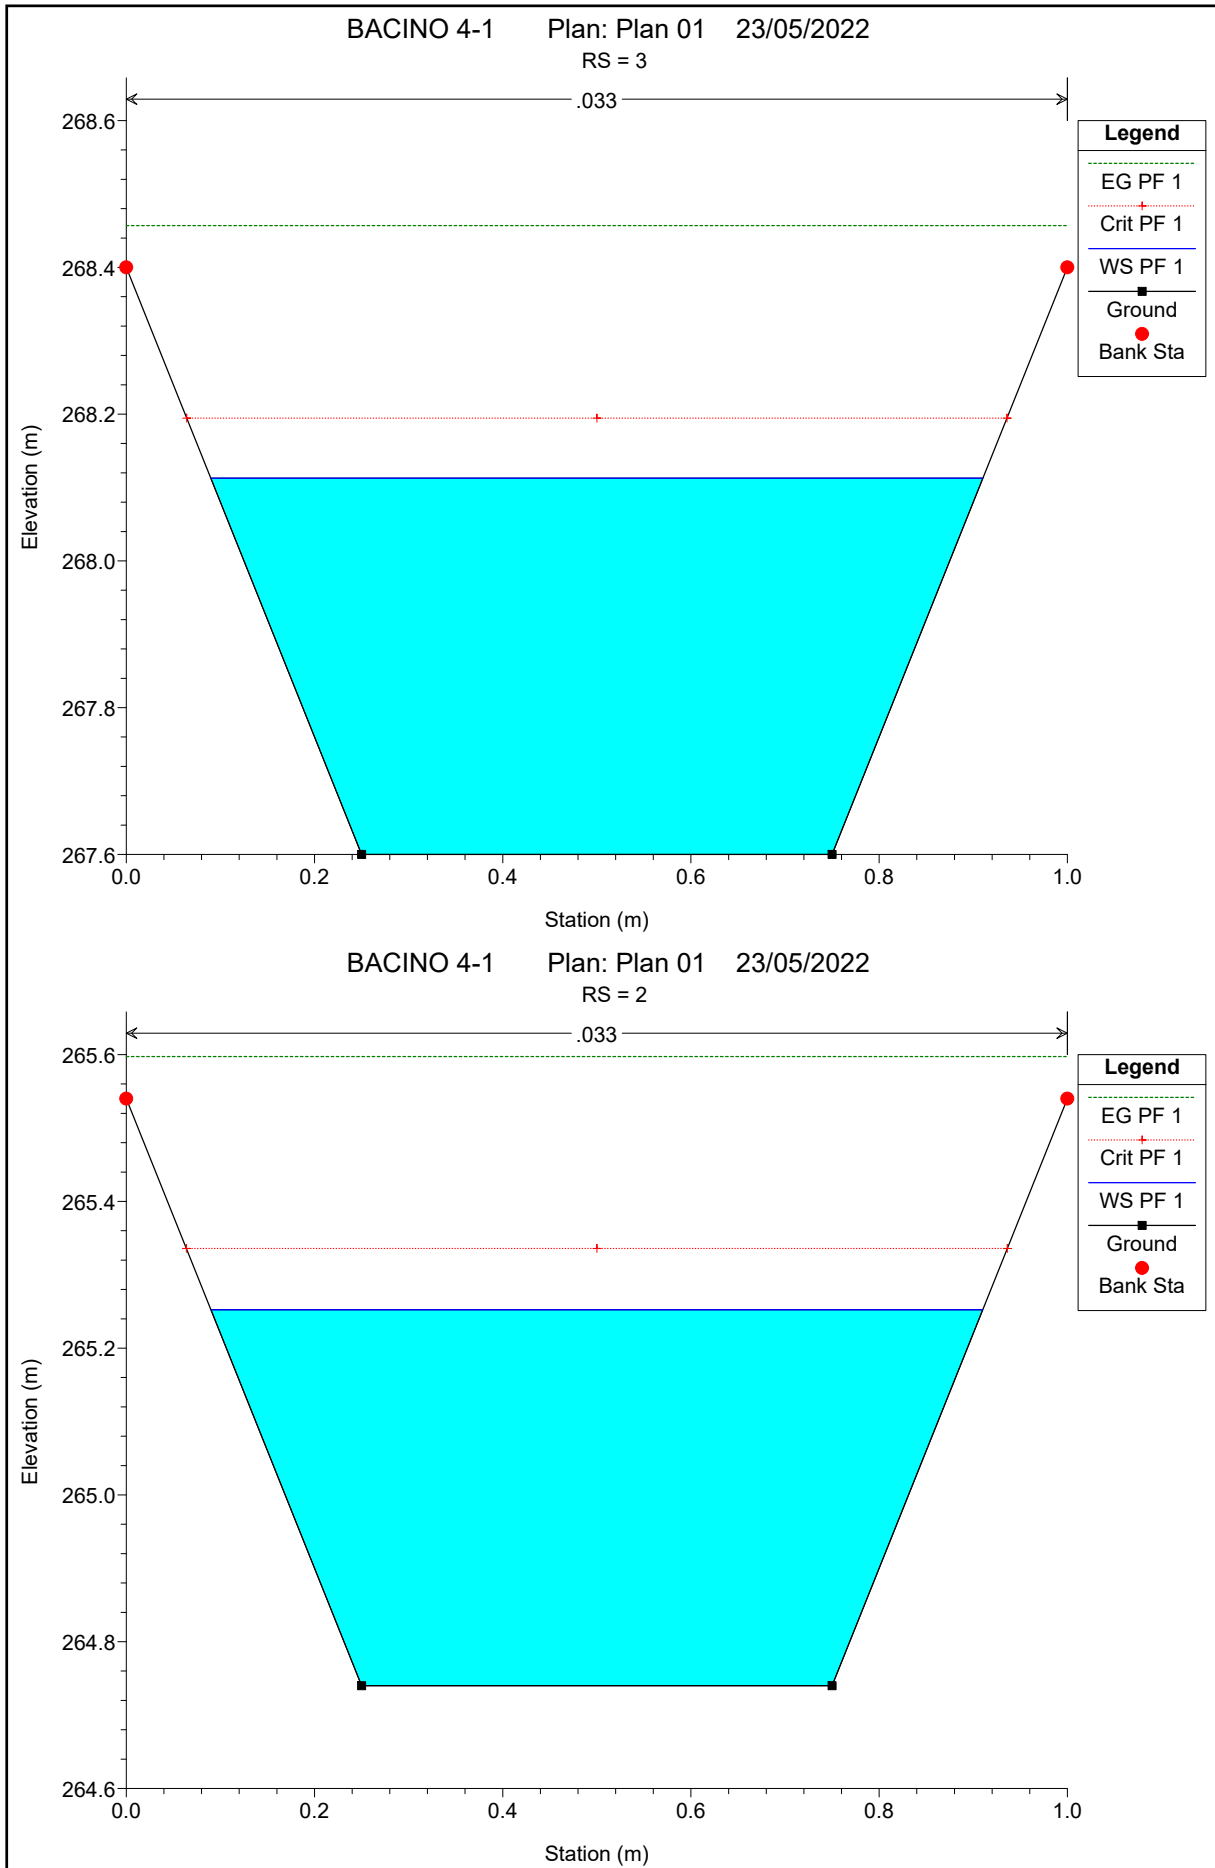 BACINO 4-1 Plan: Plan 01 23/05/2022
RS = 3
.033
268.6
268.4
268.2
268.0
267.8
267.6
Elevation (m)
0.0 0.2 0.4 0.6 0.8 1.0
Station (m)
Legend
EG PF 1
Crit PF 1
WS PF 1
Ground
Bank Sta
BACINO 4-1 Plan: Plan 01 23/05/2022
RS = 2
.033
265.6
265.4
265.2
265.0
264.8
264.6
Elevation (m)
0.0 0.2 0.4 0.6 0.8 1.0
Station (m)
Legend
EG PF 1
Crit PF 1
WS PF 1
Ground
Bank Sta